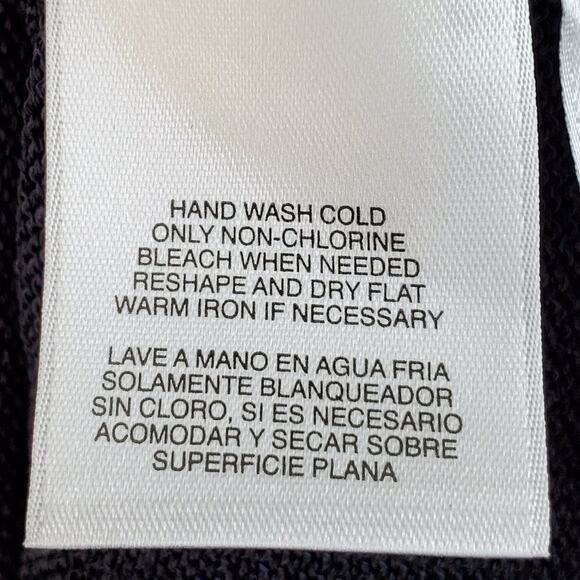 HAND WASH COLD
ONLY NON-CHLORINE
BLEACH WHEN NEEDED
RESHAPE AND DRY FLAT
WARM IRON IF NECESSARY
LAVE A MANO EN AGUA FRIA
SOLAMENTE BLANQUEADOR
SIN CLORO, SI ES NECESARIO
ACOMODAR Y SECAR SOBRE
SUPERFICIE PLANA